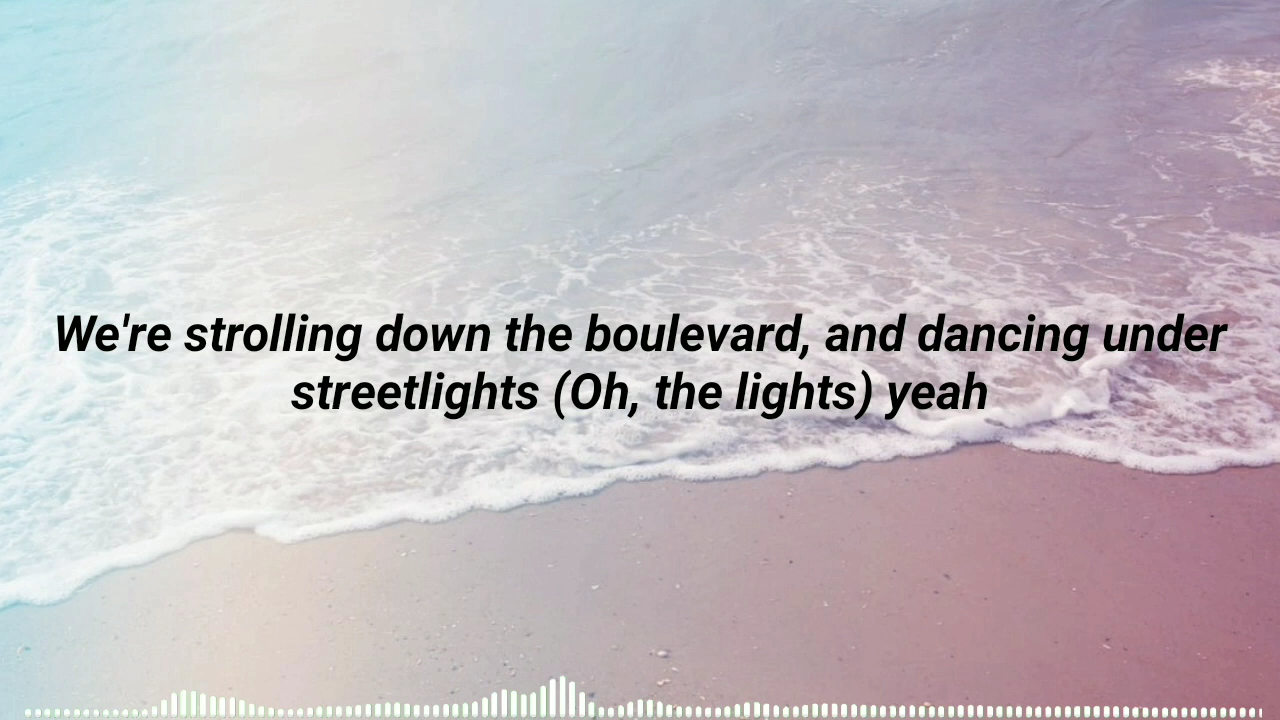 We're strolling down the boulevard, and dancing under
streetlights (Oh, the lights) yeah